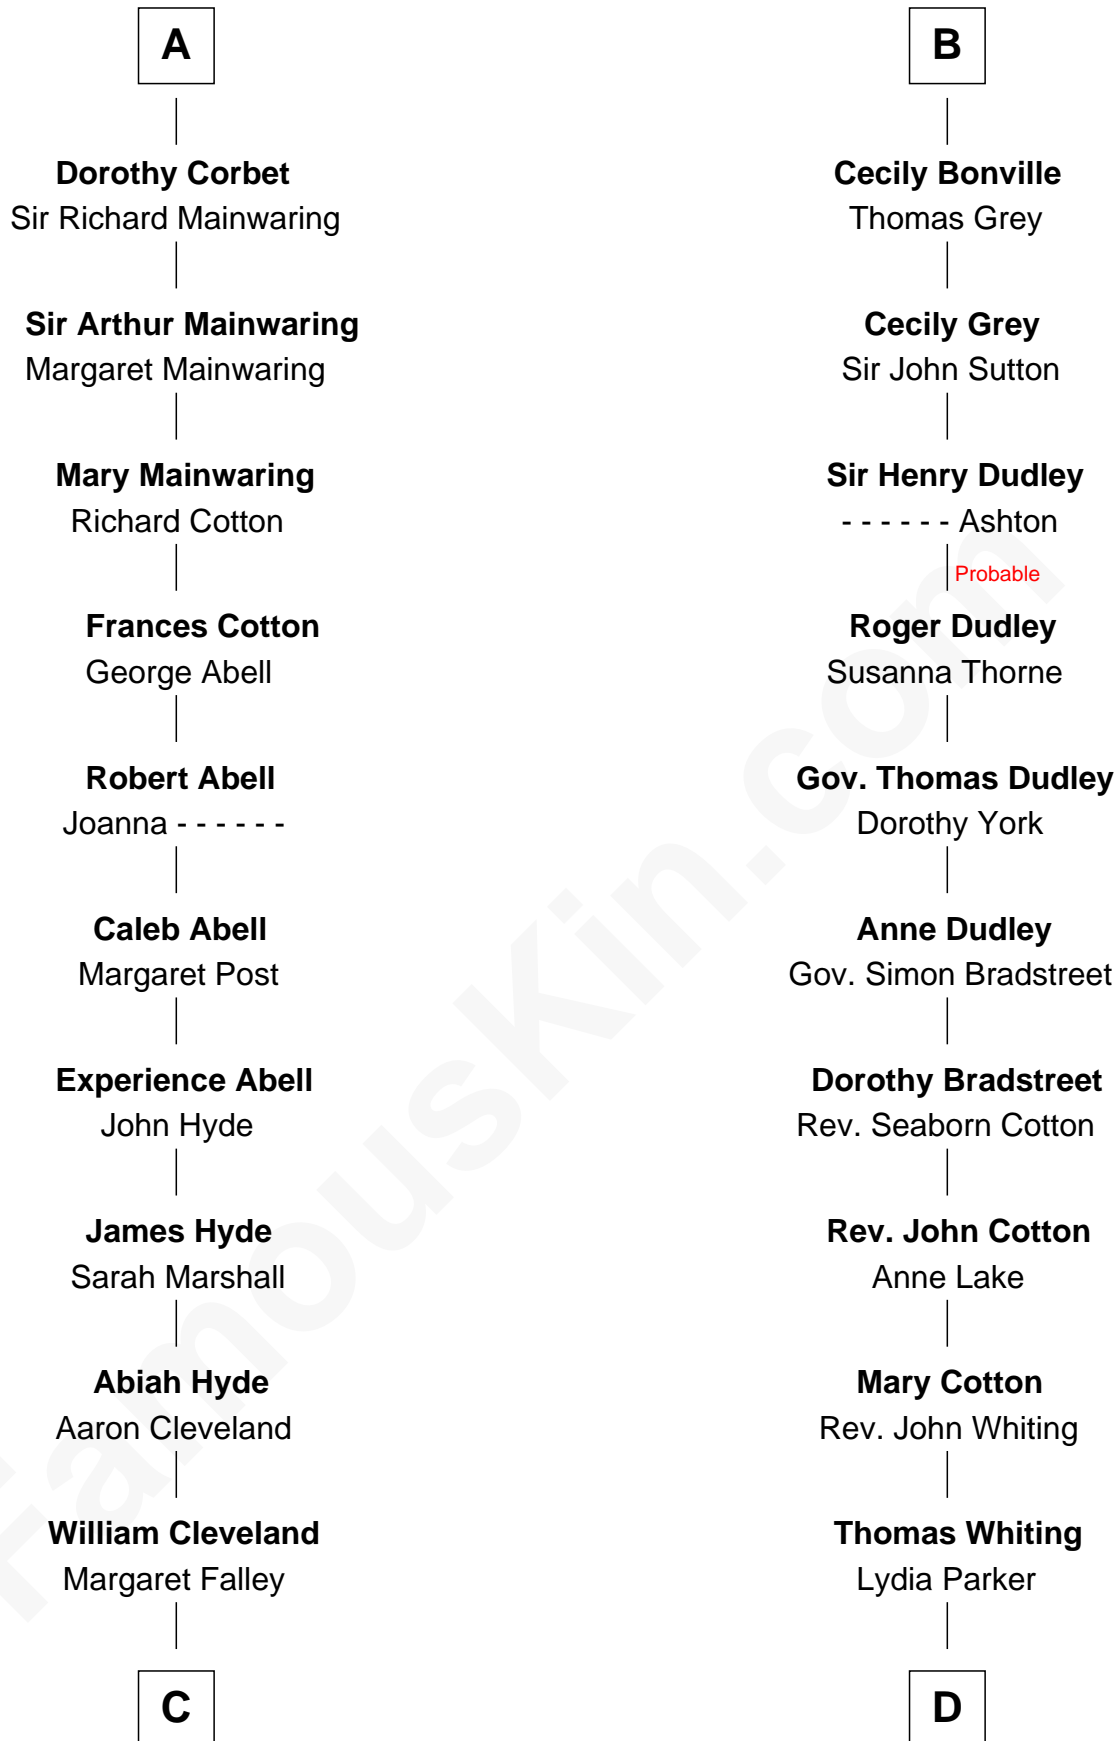 A
Dorothy Corbet
Sir Richard Mainwaring
Sir Arthur Mainwaring
Margaret Mainwaring
Mary Mainwaring
Richard Cotton
Frances Cotton
George Abell
Robert Abell
Joanna - - - - - -
Caleb Abell
Margaret Post
Experience Abell
John Hyde
James Hyde
Sarah Marshall
Abiah Hyde
Aaron Cleveland
William Cleveland
Margaret Falley
C
B
Cecily Bonville
Thomas Grey
Cecily Grey
Sir John Sutton
Sir Henry Dudley
- - - - - - Ashton
Probable
Roger Dudley
Susanna Thorne
Gov. Thomas Dudley
Dorothy York
Anne Dudley
Gov. Simon Bradstreet
Dorothy Bradstreet
Rev. Seaborn Cotton
Rev. John Cotton
Anne Lake
Mary Cotton
Rev. John Whiting
Thomas Whiting
Lydia Parker
D
FamousKin.com